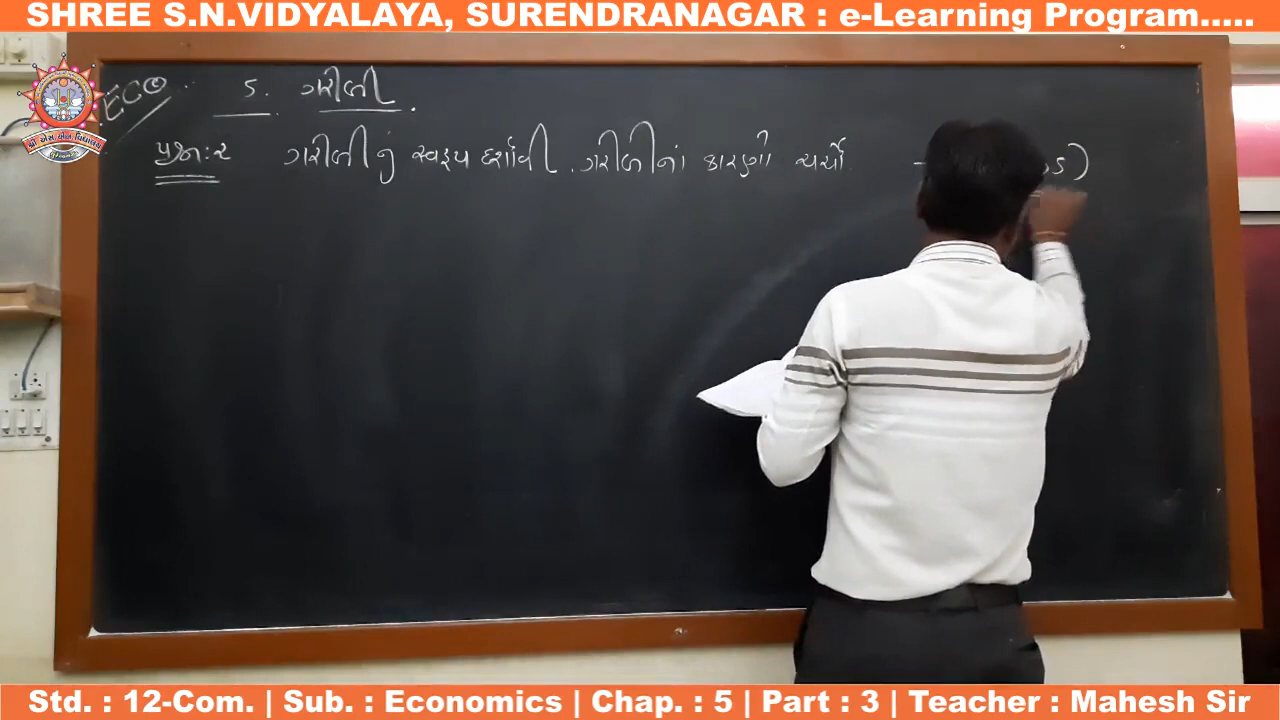 SHREE S.N.VIDYALAYA, SURENDRANAGAR : e-Learning Program.....
ECO
5. ગરીબી
પ્રશ્ન:૨ ગરીબીનું સ્વરૂપ દર્શાવી . ગરીબીનાં કારણો ચર્ચો.
Std. : 12-Com. | Sub. : Economics | Chap. : 5 | Part : 3 | Teacher : Mahesh Sir